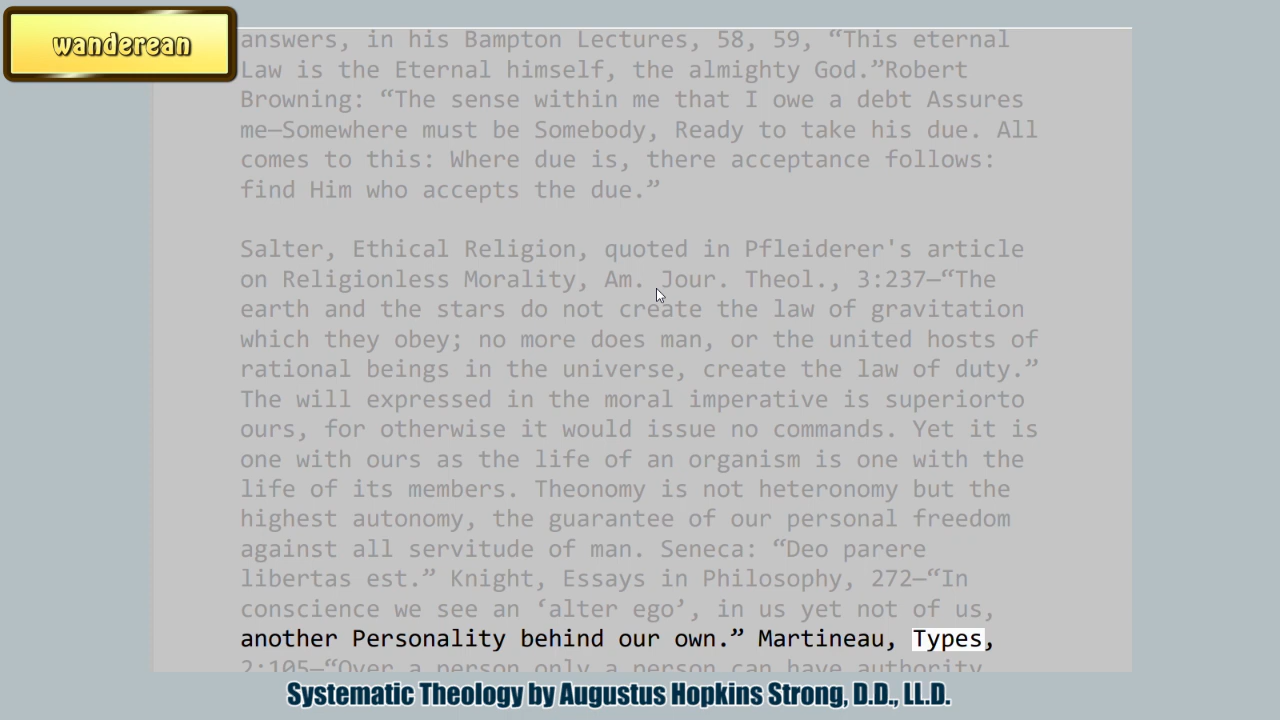 wanderean
answers, in his Bampton Lectures, 58, 59, “This eternal
Law is the Eternal himself, the almighty God.”Robert
Browning: “The sense within me that I owe a debt Assures
me—Somewhere must be Somebody, Ready to take his due. All
comes to this: Where due is, there acceptance follows:
find Him who accepts the due.”
Salter, Ethical Religion, quoted in Pfleiderer's article
on Religionless Morality, Am. Jour. Theol., 3:237—“The
earth and the stars do not create the law of gravitation
which they obey; no more does man, or the united hosts of
rational beings in the universe, create the law of duty.”
The will expressed in the moral imperative is superiorto
ours, for otherwise it would issue no commands. Yet it is
one with ours as the life of an organism is one with the
life of its members. Theonomy is not heteronomy but the
highest autonomy, the guarantee of our personal freedom
against all servitude of man. Seneca: “Deo parere
libertas est.” Knight, Essays in Philosophy, 272—“In
conscience we see an ‘alter ego’, in us yet not of us,
another Personality behind our own.” Martineau, Types,
2:105—“Over a person only a person can have authority
Systematic Theology by Augustus Hopkins Strong, D.D., LL.D.